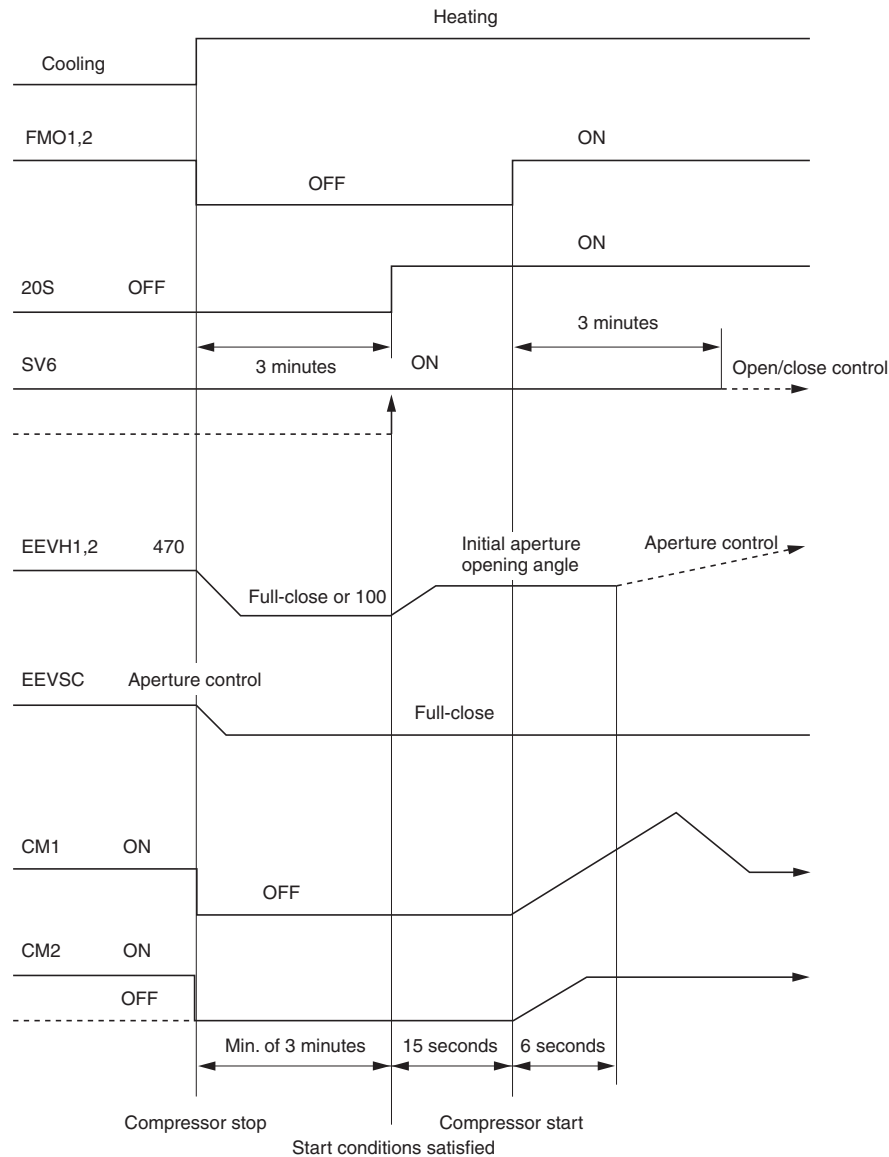 Heating
Cooling
FMO1,2
ON
OFF
ON
20S OFF
3 minutes
SV6
3 minutes
ON
Open/close control
EEVH1,2 470
Initial aperture
opening angle
Aperture control
Full-close or 100
EEVSC Aperture control
Full-close
CM1 ON
OFF
CM2 ON
OFF
Min. of 3 minutes
15 seconds
6 seconds
Compressor stop
Compressor start
Start conditions satisfied